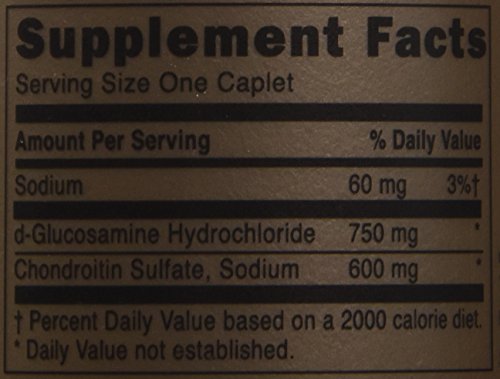 Supplement Facts
Serving Size One Caplet
Amount Per Serving % Daily Value
Sodium 60 mg 3%†
d-Glucosamine Hydrochloride 750 mg *
Chondroitin Sulfate, Sodium 600 mg *
† Percent Daily Value based on a 2000 calorie diet.
* Daily Value not established.